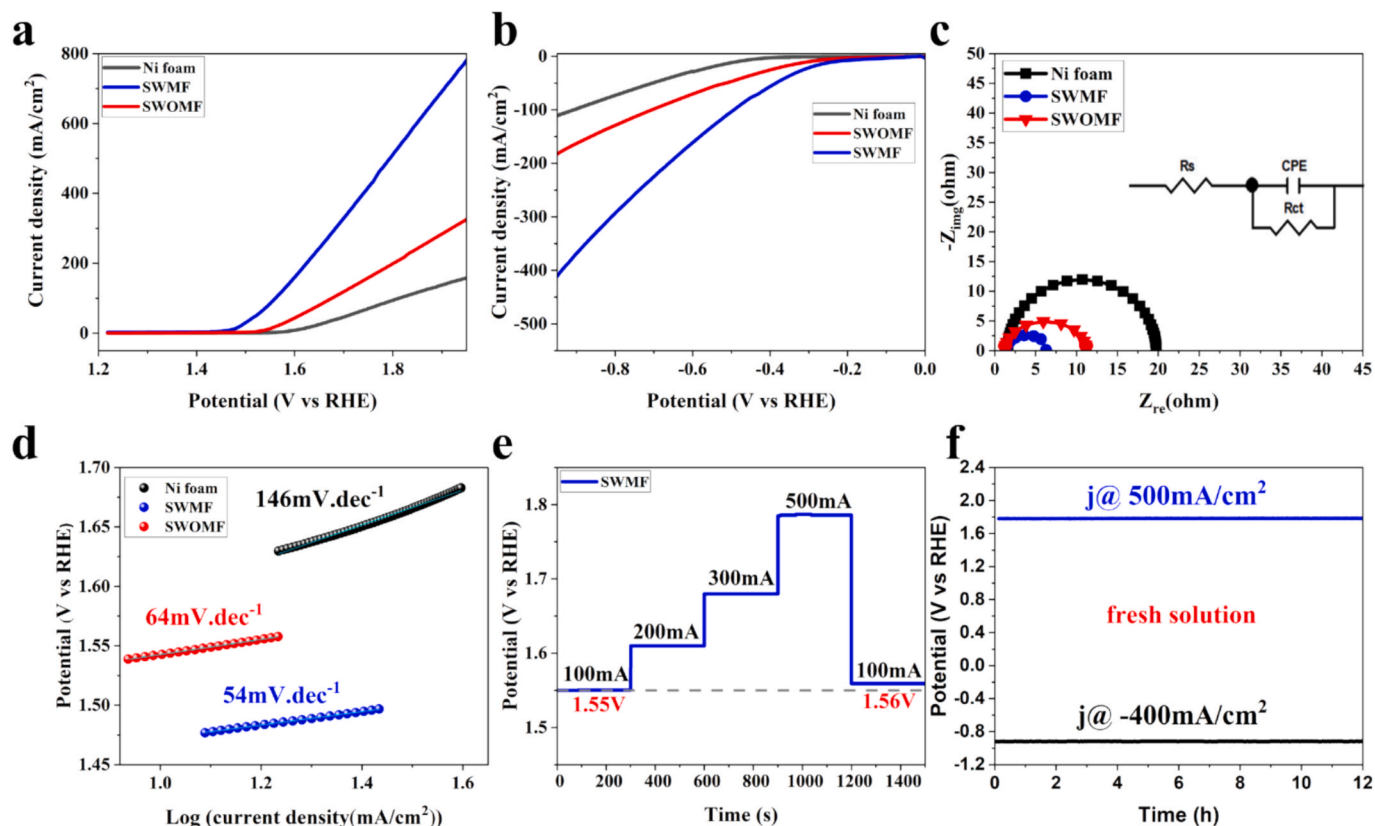 a
800
600
400
200
0
Current density (mA/cm²)
Ni foam
SWMF
SWOMF
1.2 1.4 1.6 1.8
Potential (V vs RHE)
b
0
-100
-200
-300
-400
-500
Current density (mA/cm²)
Ni foam
SWOMF
SWMF
-0.8 -0.6 -0.4 -0.2 0.0
Potential (V vs RHE)
c
50
45
40
35
30
25
20
15
10
5
0
-Zimg(ohm)
Ni foam
SWMF
SWOMF
Rs
CPE
Rct
0 5 10 15 20 25 30 35 40 45
Zre(ohm)
d
1.70
1.65
1.60
1.55
1.50
1.45
Potential (V vs RHE)
Ni foam
SWMF
SWOMF
146mV.dec⁻¹
64mV.dec⁻¹
54mV.dec⁻¹
1.0 1.2 1.4 1.6
Log (current density(mA/cm²))
e
1.8
1.7
1.6
1.5
Potential (V vs RHE)
SWMF
500mA
300mA
200mA
100mA
100mA
1.55V
1.56V
0 300 600 900 1200
Time (s)
f
2.4
2.0
1.6
1.2
0.8
0.4
0.0
-0.4
-0.8
-1.2
Potential (V vs RHE)
j@ 500mA/cm²
fresh solution
j@ -400mA/cm²
0 2 4 6 8 10 12
Time (h)